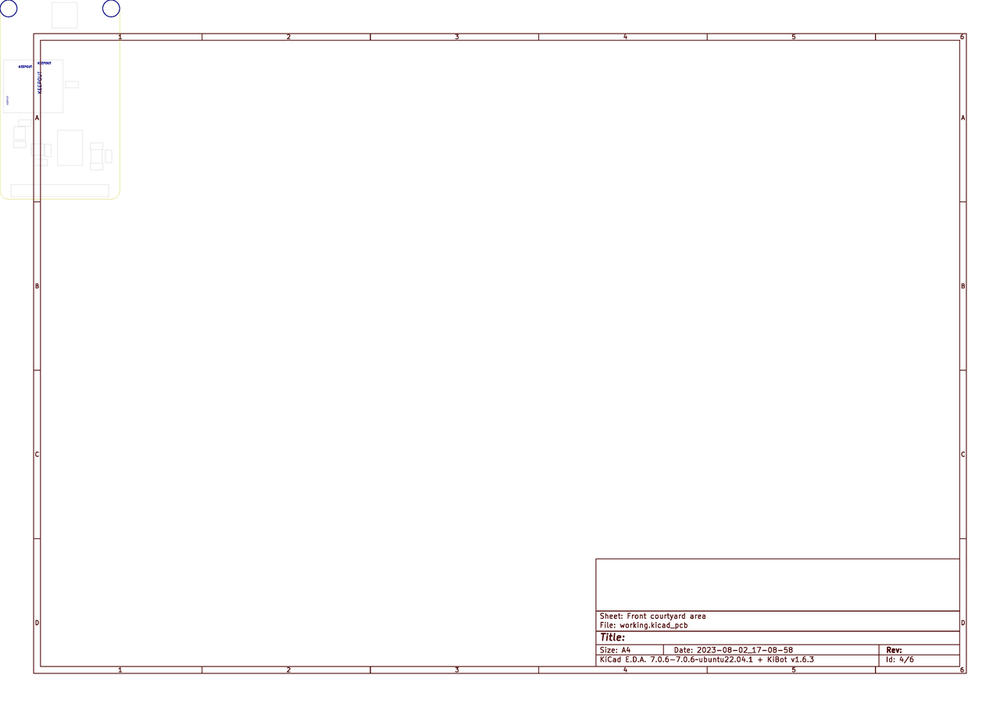 1 2 3 4 5 6
KEEPOUT
KEEPOUT
KEEPOUT
A A
B B
C C
Sheet: Front courtyard area
File: working.kicad_pcb
D D
Title:
Size: A4 Date: 2023-08-02_17-08-58 Rev:
KiCad E.D.A. 7.0.6-7.0.6~ubuntu22.04.1 + KiBot v1.6.3 Id: 4/6
1 2 3 4 5 6